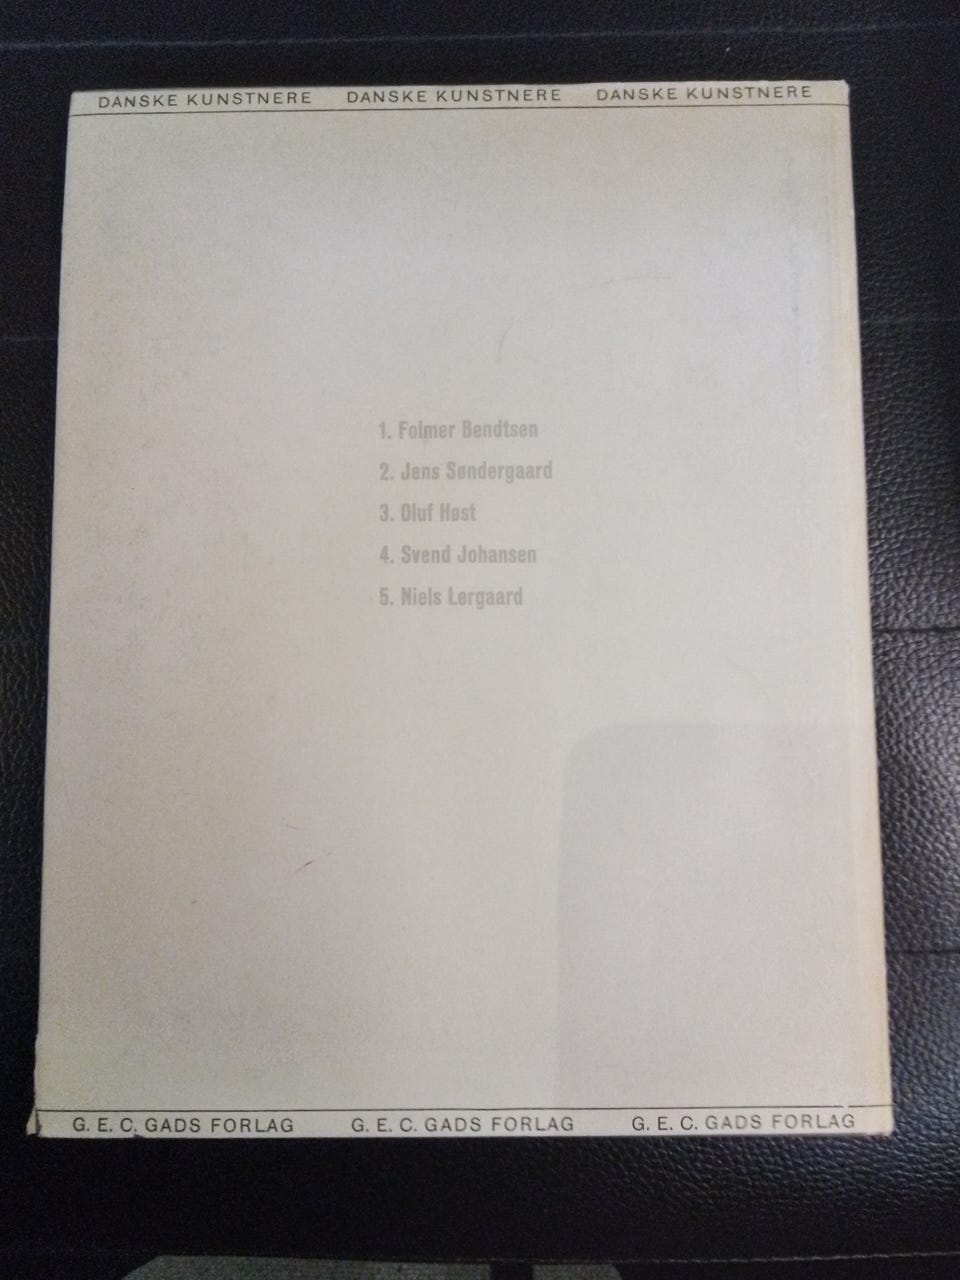 DANSKE KUNSTNERE DANSKE KUNSTNERE DANSKE KUNSTNERE
1. Folmer Bendtsen
2. Jens Søndergaard
3. Oluf Høst
4. Svend Johansen
5. Niels Lergaard
G. E. C. GADS FORLAG G. E. C. GADS FORLAG G. E. C. GADS FORLAG